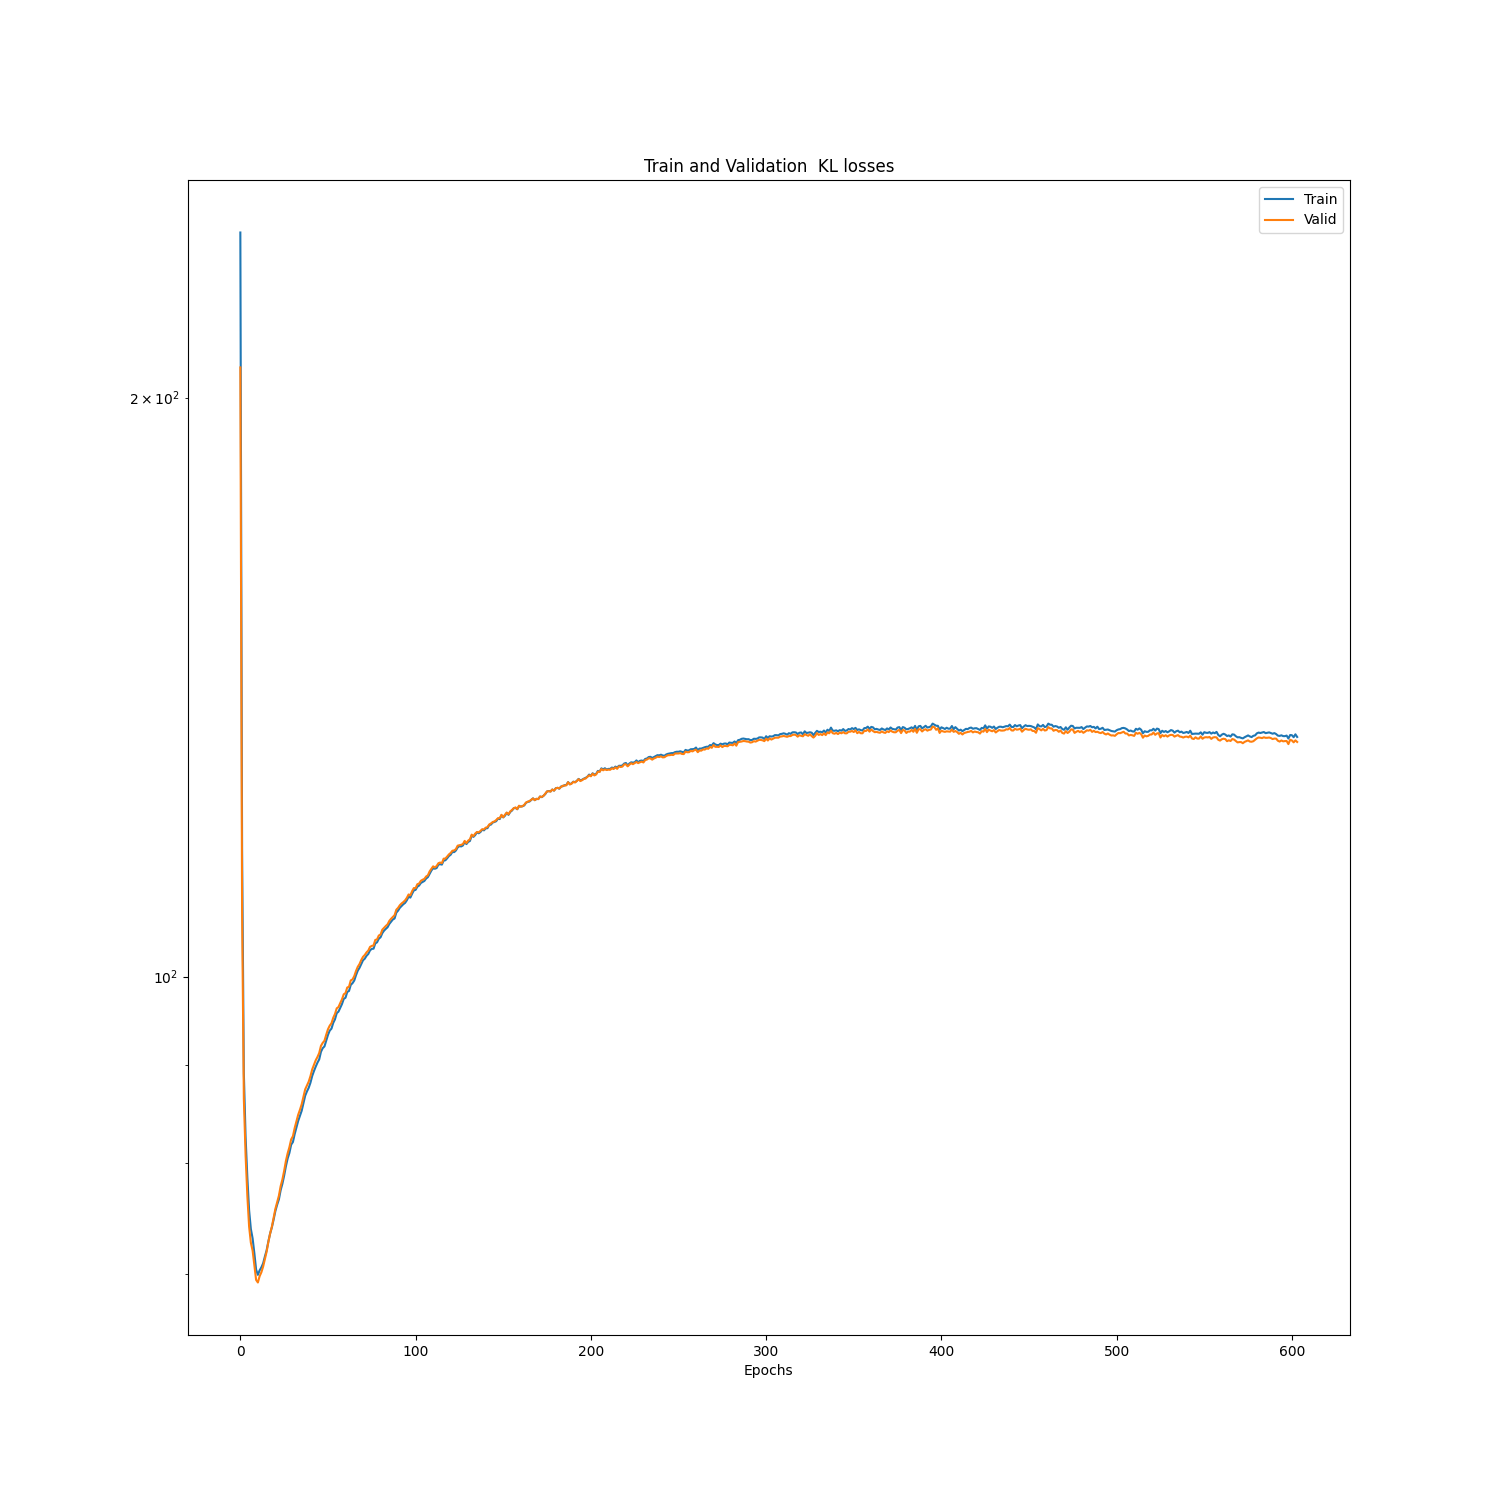 Train and Validation  KL losses
Train
Valid
2 × 10²
10²
0 100 200 300 400 500 600
Epochs